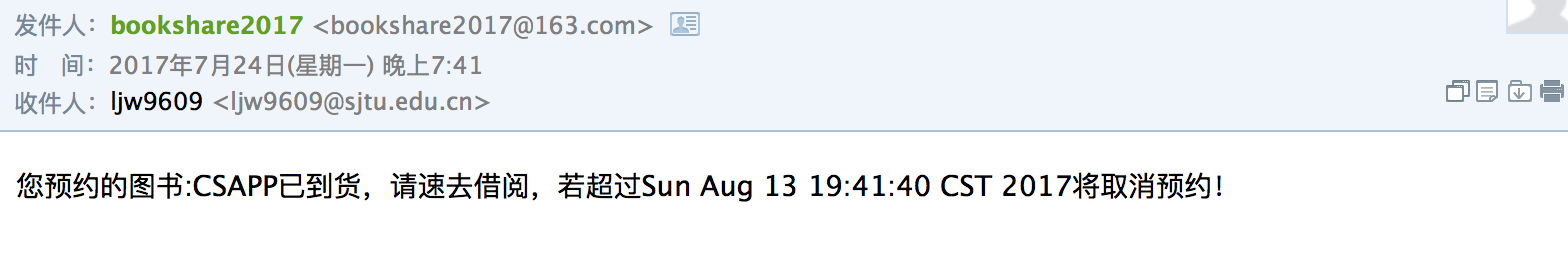 发件人：bookshare2017 <bookshare2017@163.com>
时 间：2017年7月24日(星期一) 晚上7:41
收件人：ljw9609 <ljw9609@sjtu.edu.cn>
您预约的图书:CSAPP已到货，请速去借阅，若超过Sun Aug 13 19:41:40 CST 2017将取消预约！